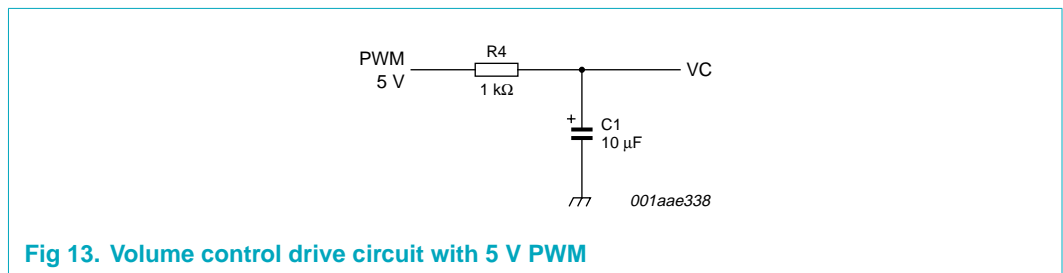 PWM
5 V
R4
1 kΩ
VC
+
C1
10 μF
001aae338
Fig 13. Volume control drive circuit with 5 V PWM